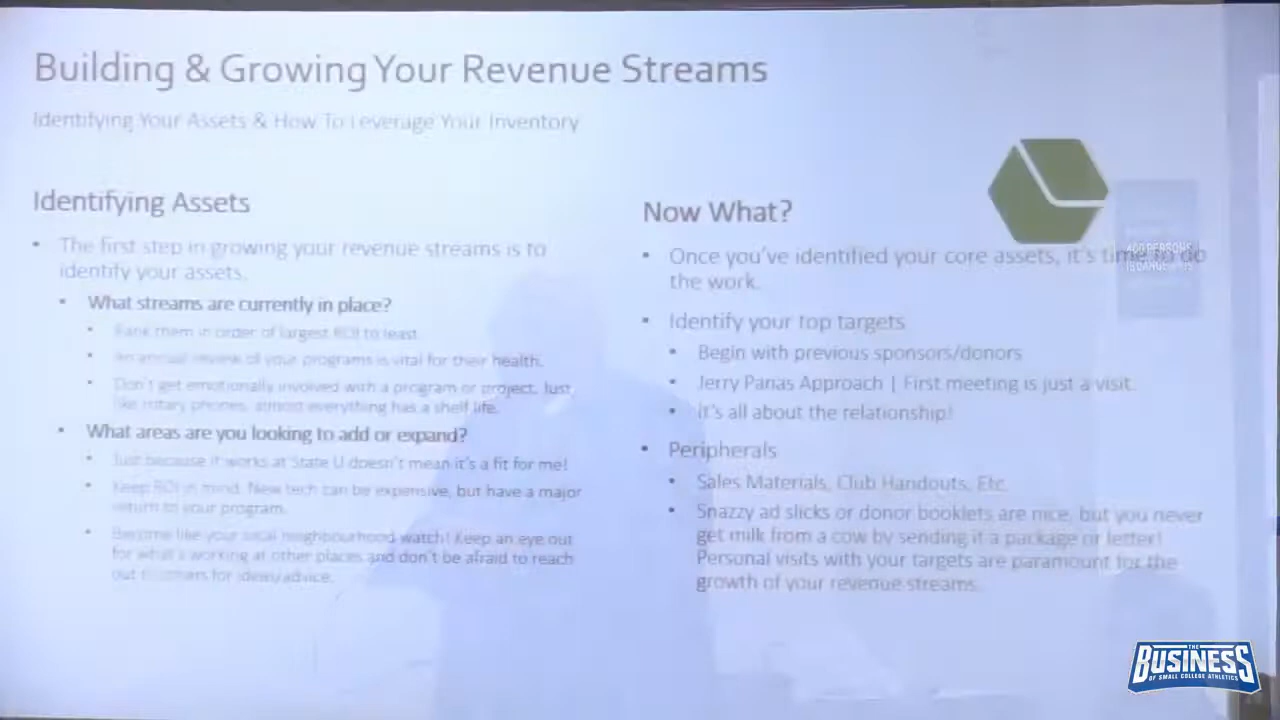 Building & Growing Your Revenue Streams
Identifying Your Assets & How To Leverage Your Inventory
Identifying Assets
• The first step in growing your revenue streams is to
identify your assets.
• What streams are currently in place?
• Rank them in order of largest ROI to least.
• An annual review of your programs is vital for their health.
• Don't get emotionally involved with a program or project. Just
like rotary phones, almost everything has a shelf life.
• What areas are you looking to add or expand?
• Just because it works at State U doesn't mean it's a fit for me!
• Keep ROI in mind. New tech can be expensive, but have a major
return to your program.
• Become like your local neighbourhood watch! Keep an eye out
for what's working at other places and don't be afraid to reach
out to others for ideas/advice.
Now What?
• Once you've identified your core assets, it's time to do
the work.
• Identify your top targets
• Begin with previous sponsors/donors
• Jerry Panas Approach | First meeting is just a visit.
• It's all about the relationship!
• Peripherals
• Sales Materials, Club Handouts, Etc.
• Snazzy ad slicks or donor booklets are nice, but you never
get milk from a cow by sending it a package or letter!
Personal visits with your targets are paramount for the
growth of your revenue streams.
400 PERSONS
THE
BUSINESS
OF SMALL COLLEGE ATHLETICS